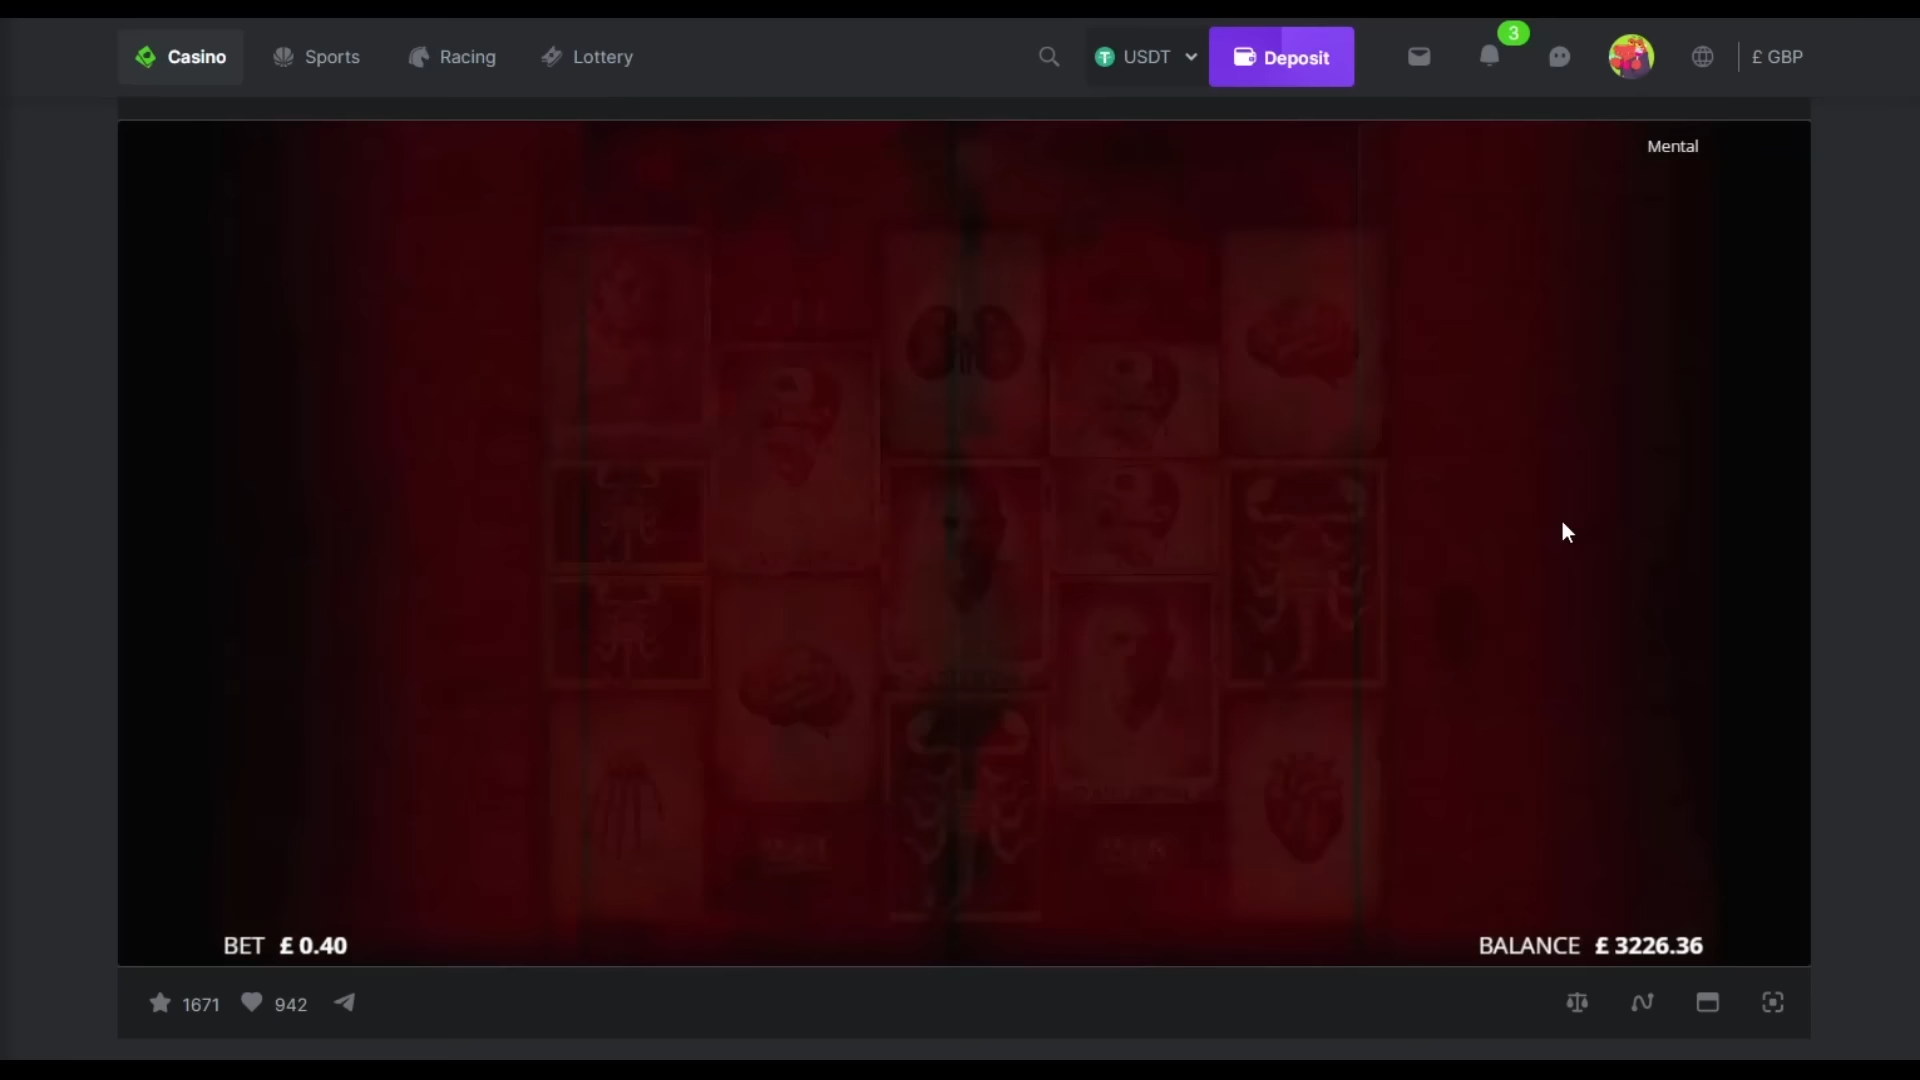 Casino
Sports
Racing
Lottery
USDT
Deposit
3
£ GBP
Mental
BET £ 0.40
BALANCE £ 3226.36
1671
942